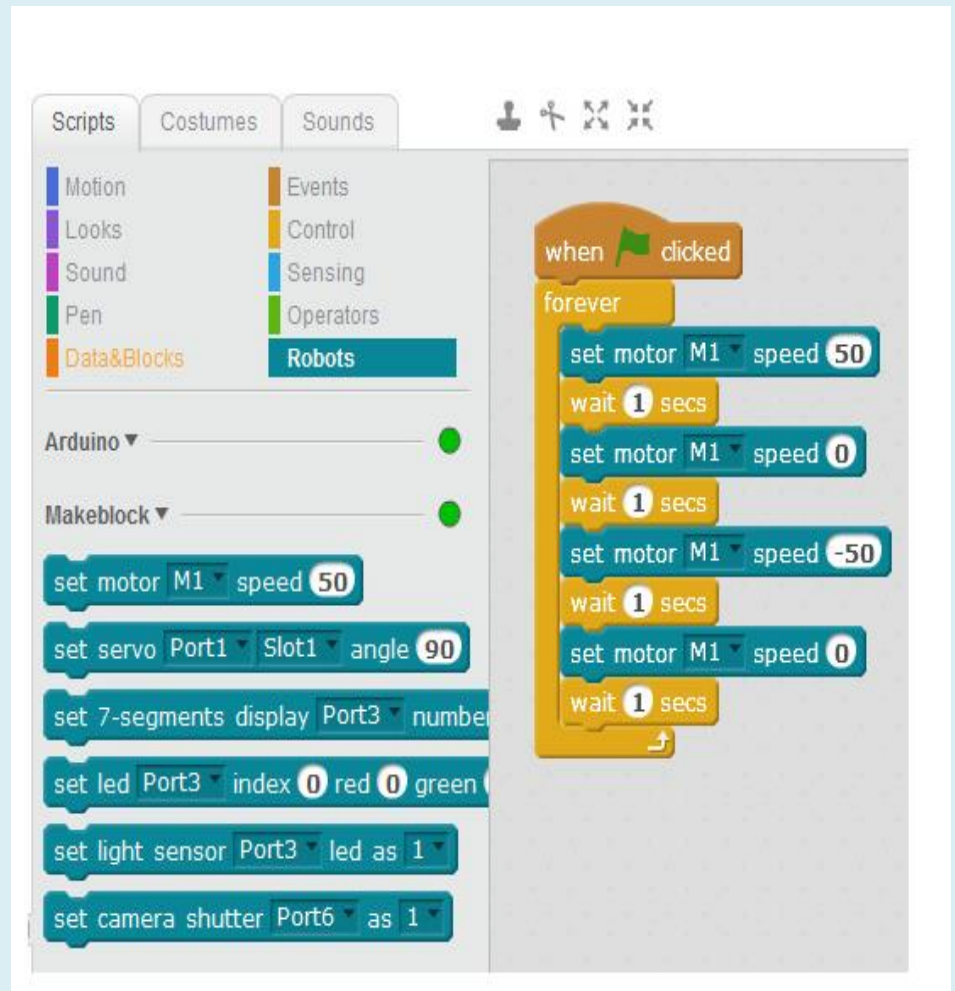 Scripts Costumes Sounds
Motion Events
Looks Control
Sound Sensing
Pen Operators
Data&Blocks Robots
Arduino
Makeblock
set motor M1 speed 50
set servo Port1 Slot1 angle 90
set 7-segments display Port3 number
set led Port3 index 0 red 0 green
set light sensor Port3 led as 1
set camera shutter Port6 as 1
when clicked
forever
set motor M1 speed 50
wait 1 secs
set motor M1 speed 0
wait 1 secs
set motor M1 speed -50
wait 1 secs
set motor M1 speed 0
wait 1 secs